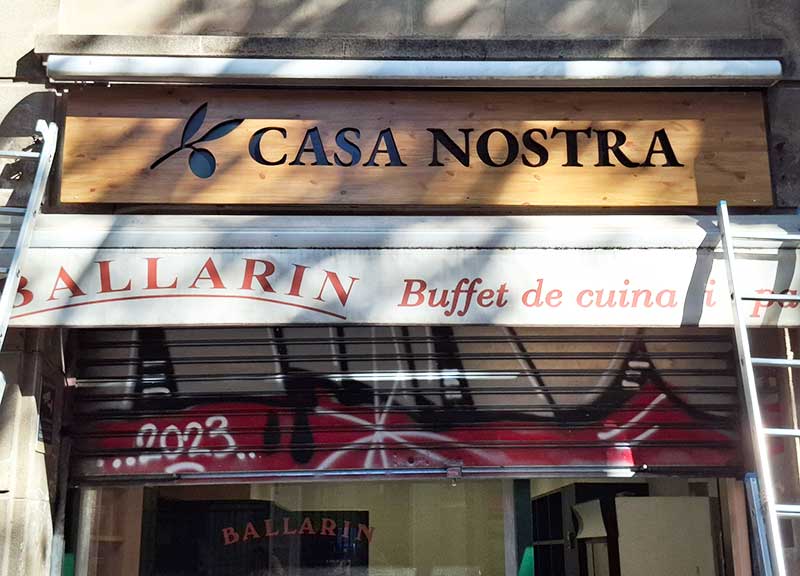 CASA NOSTRA
BALLARIN Buffet de cuina i
...2023...
BALLARIN